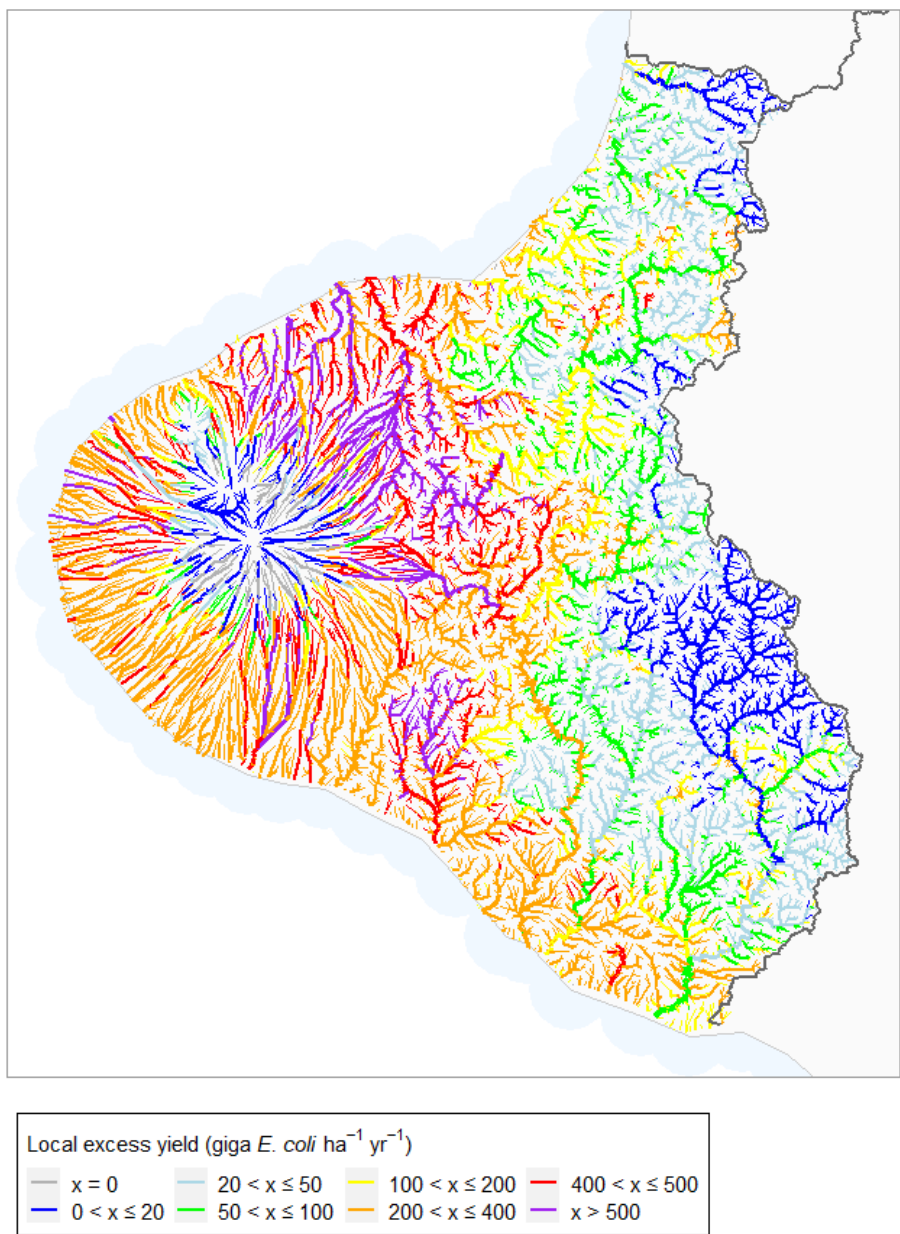 Local excess yield (giga E. coli ha⁻¹ yr⁻¹)
x = 0 20 < x ≤ 50 100 < x ≤ 200 400 < x ≤ 500
0 < x ≤ 20 50 < x ≤ 100 200 < x ≤ 400 x > 500